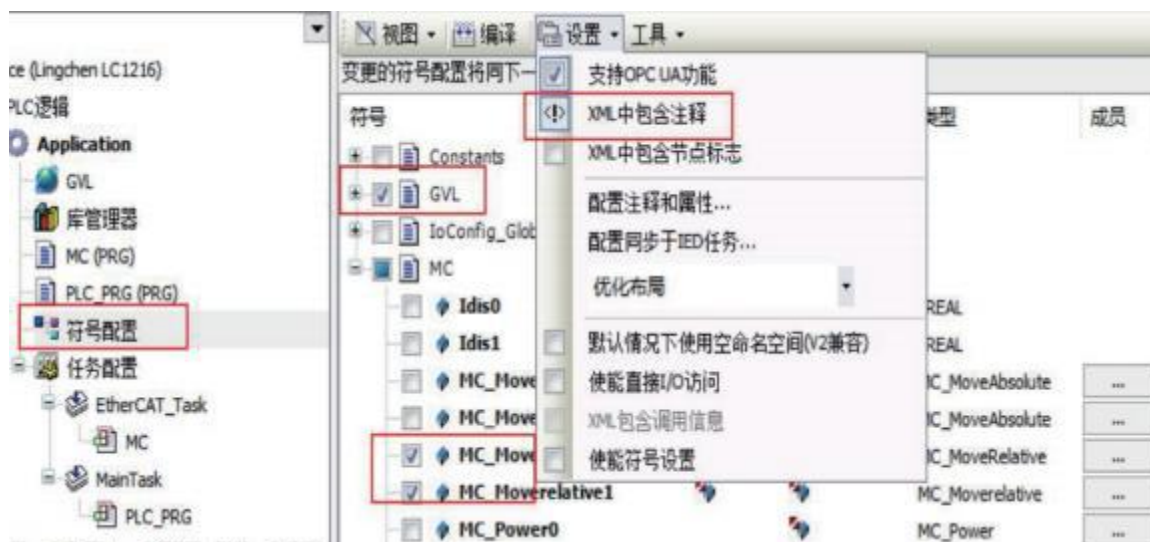 视图 编译 设置 工具
ce (Lingchen LC1216)
PLC逻辑
Application
GVL
库管理器
MC (PRG)
PLC_PRG (PRG)
符号配置
任务配置
EtherCAT_Task
MC
MainTask
PLC_PRG
变更的符号配置将同下一
符号 类型 成员
Constants
GVL
IoConfig_Glob
MC
Idis0 REAL
Idis1 REAL
MC_Move MC_MoveAbsolute ...
MC_Move MC_MoveAbsolute ...
MC_Move MC_MoveRelative ...
MC_Moverelative1 MC_Moverelative ...
MC_Power0 MC_Power ...
支持OPC UA功能
XML中包含注释
XML中包含节点标志
配置注释和属性...
配置同步于IED任务...
优化布局
默认情况下使用空命名空间(V2兼容)
使能直接I/O访问
XML包含调用信息
使能符号设置